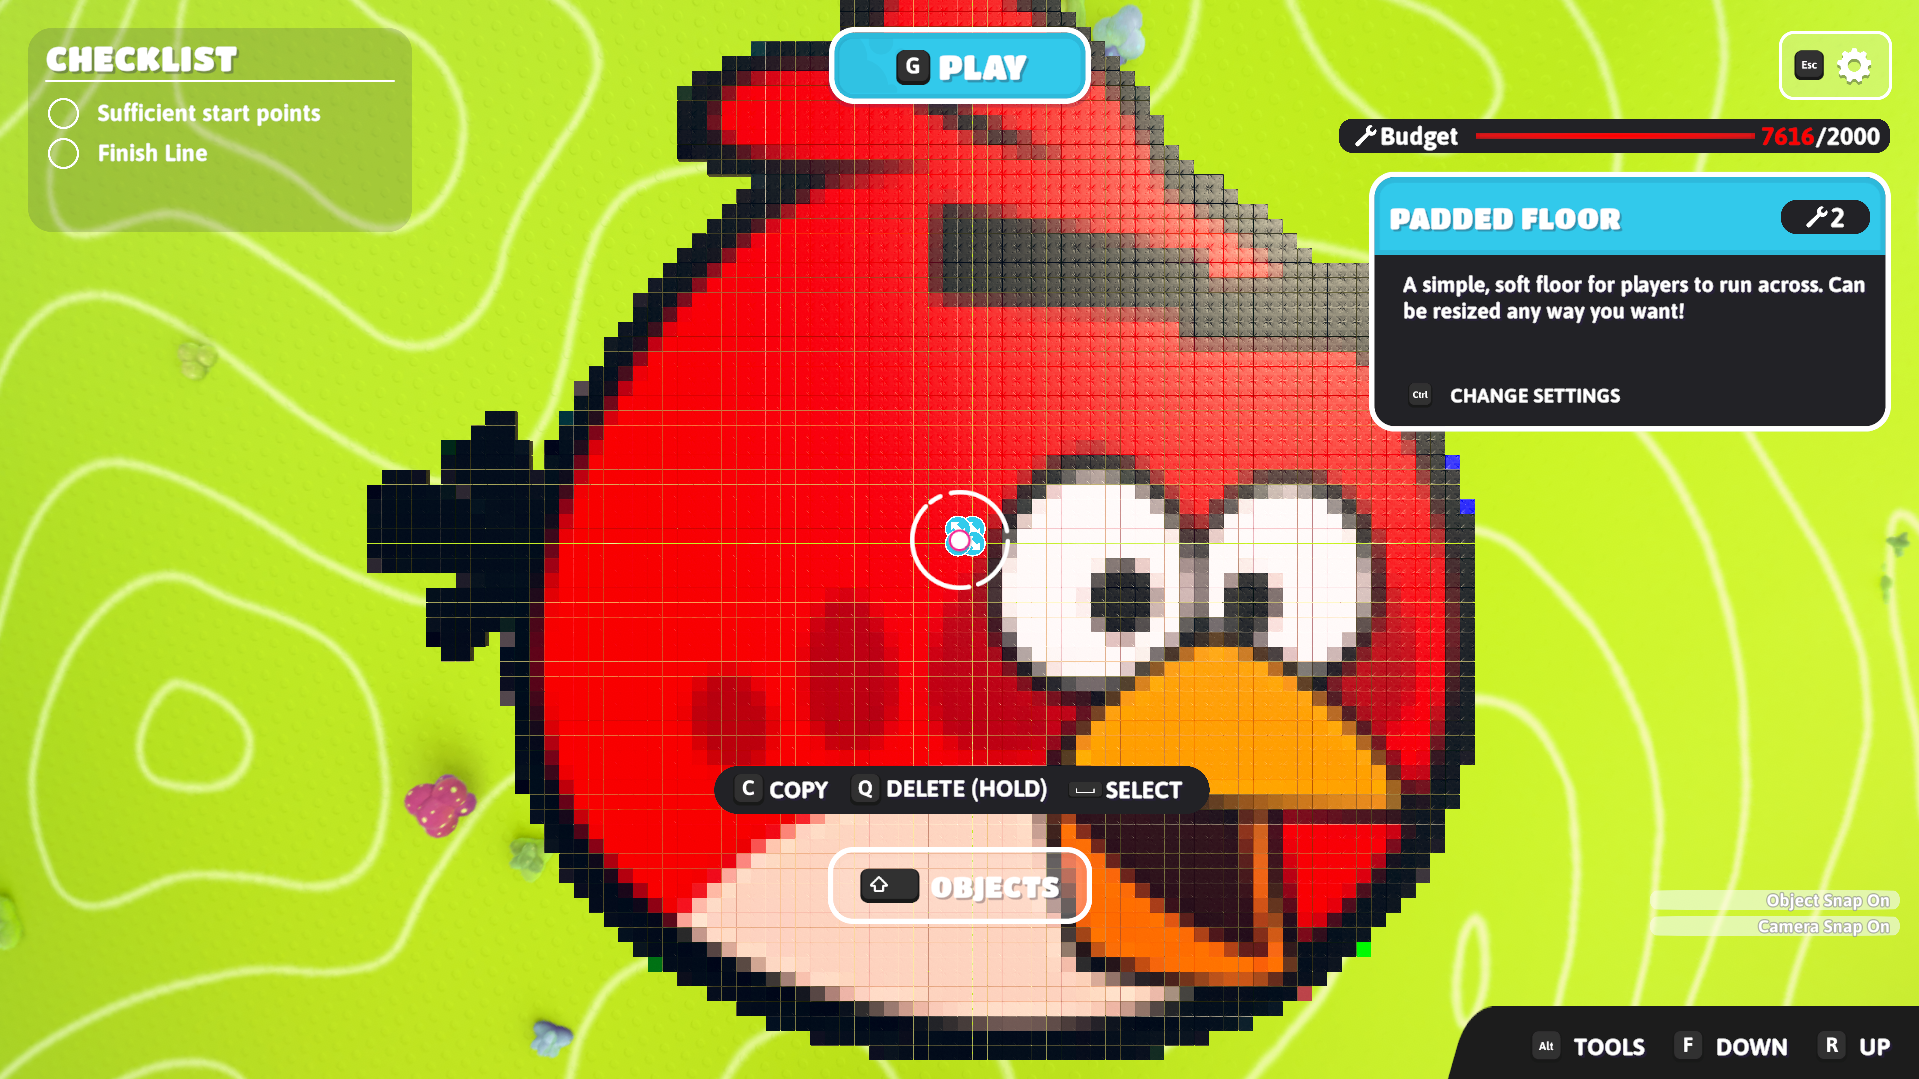 CHECKLIST
Sufficient start points
Finish Line
G PLAY
Esc
Budget 7616/2000
PADDED FLOOR 2
A simple, soft floor for players to run across. Can
be resized any way you want!
Ctrl CHANGE SETTINGS
C COPY Q DELETE (HOLD) SELECT
OBJECTS
Object Snap On
Camera Snap On
Alt TOOLS F DOWN R UP